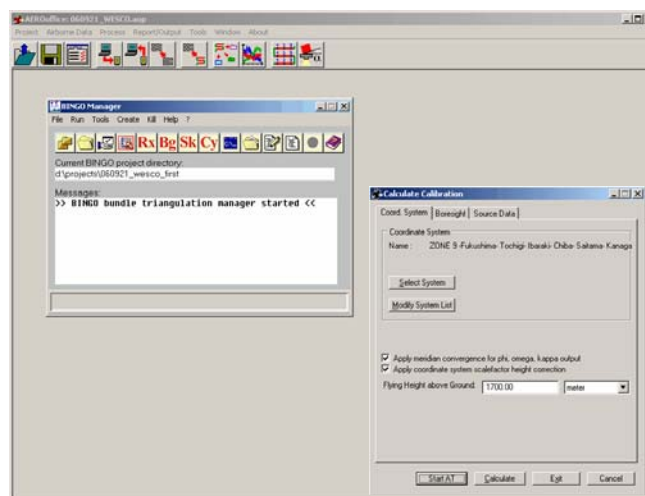 AEROoffice: 060921_WESCO.aop
Project Airborne Data Process Report/Output Tools Window About
BINGO Manager
File Run Tools Create Kill Help ?
Rx Bg Sk Cy
Current BINGO project directory:
d:\projects\060921_wesco_first
Messages:
>> BINGO bundle triangulation manager started <<
Calculate Calibration
Coord. System Boresight Source Data
Coordinate System
Name : ZONE 9 -Fukushima- Tochigi- Ibaraki- Chiba- Saitama- Kanaga
Select System
Modify System List
Apply meridian convergence for phi, omega, kappa output
Apply coordinate system scalefactor height correction
Flying Height above Ground: 1700.00 meter
Start AT Calculate Exit Cancel